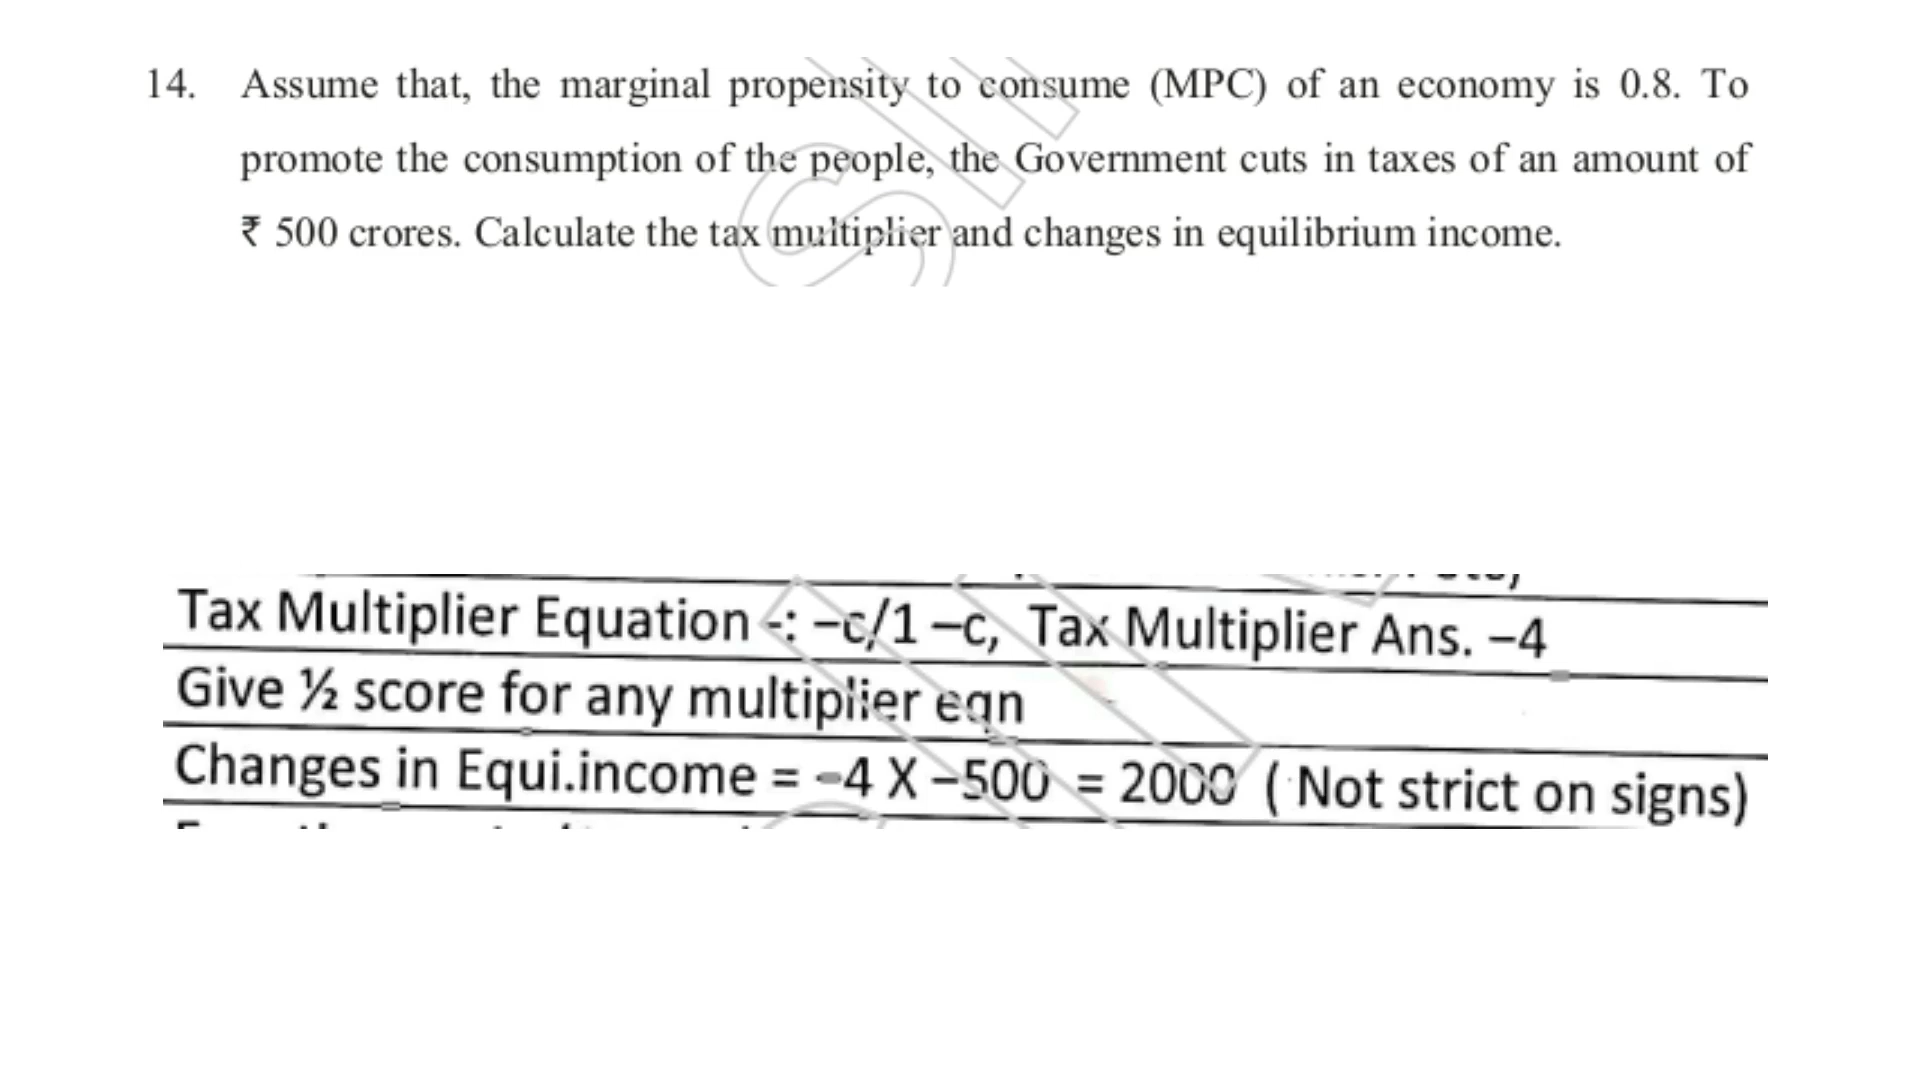 14. Assume that, the marginal propensity to consume (MPC) of an economy is 0.8. To
promote the consumption of the people, the Government cuts in taxes of an amount of
₹ 500 crores. Calculate the tax multiplier and changes in equilibrium income.
Tax Multiplier Equation -: –c/1 –c, Tax Multiplier Ans. –4
Give ½ score for any multiplier eqn
Changes in Equi.income = -4 X –500 = 2000 ( Not strict on signs)